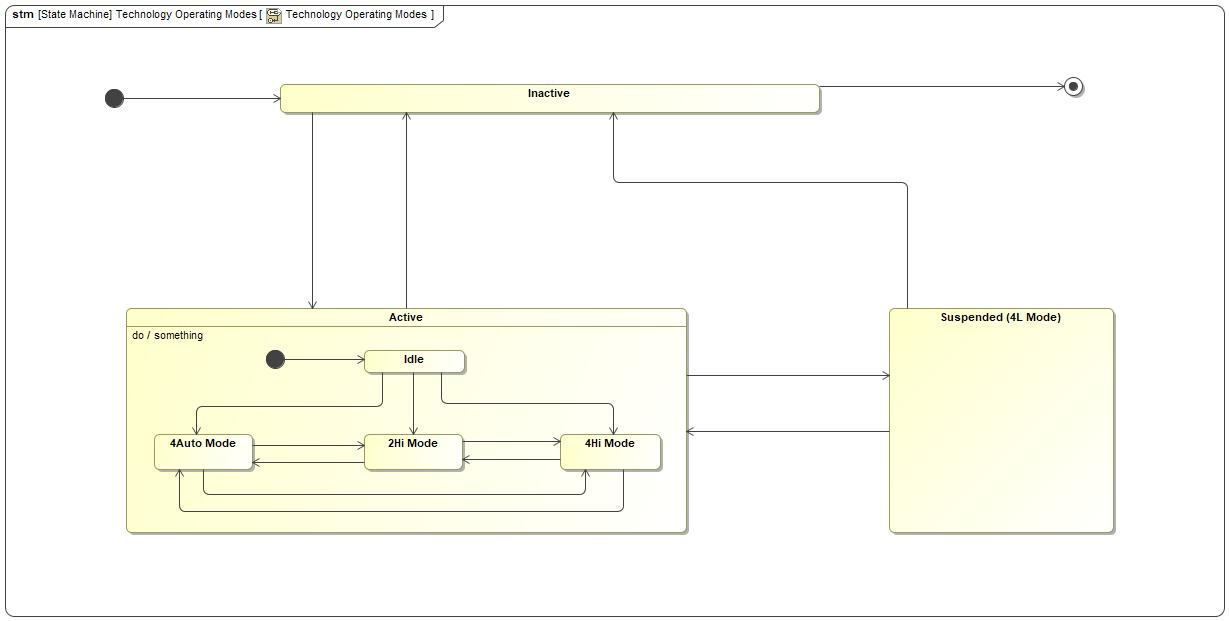 stm [State Machine] Technology Operating Modes [ Technology Operating Modes ]
Inactive
Active
Suspended (4L Mode)
do / something
Idle
4Auto Mode
2Hi Mode
4Hi Mode